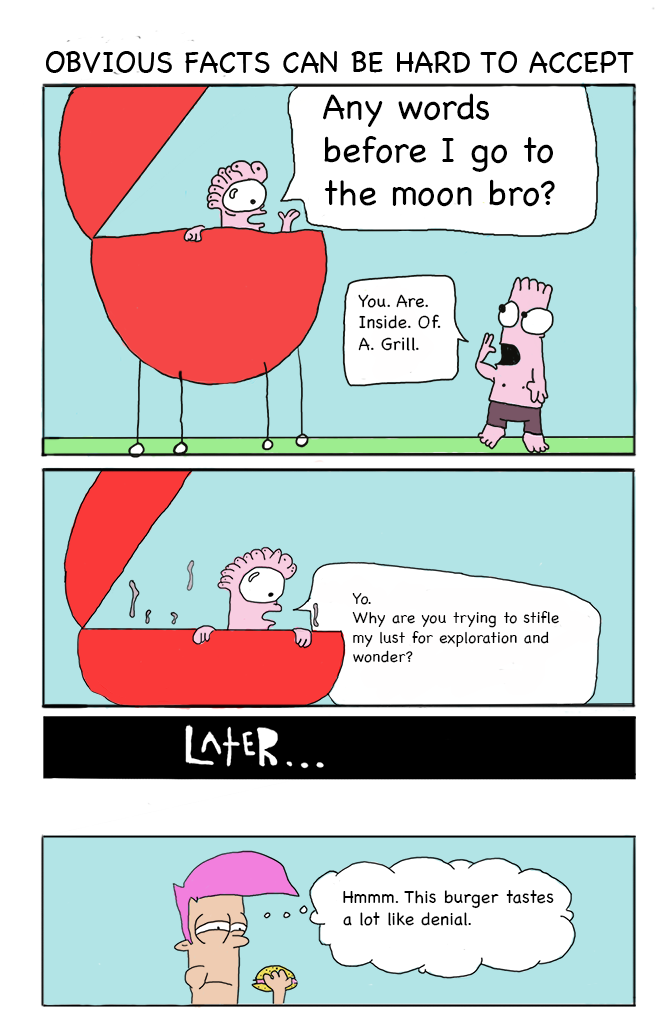 OBVIOUS FACTS CAN BE HARD TO ACCEPT
Any words
before I go to
the moon bro?
You. Are.
Inside. Of.
A. Grill.
Yo.
Why are you trying to stifle
my lust for exploration and
wonder?
LAtER...
Hmmm. This burger tastes
a lot like denial.